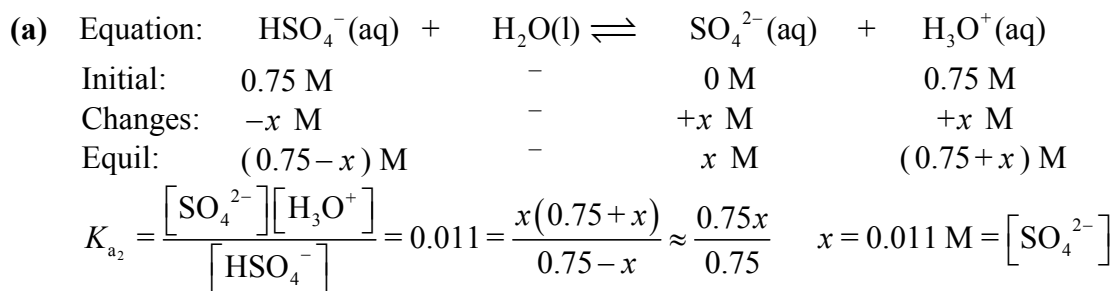 (a) Equation: HSO₄⁻(aq) + H₂O(l) ⇌ SO₄²⁻(aq) + H₃O⁺(aq)
Initial: 0.75 M – 0 M 0.75 M
Changes: −x M – +x M +x M
Equil: (0.75−x) M – x M (0.75+x) M
Kₐ₂ = [SO₄²⁻][H₃O⁺] / [HSO₄⁻] = 0.011 = x(0.75+x) / 0.75−x ≈ 0.75x / 0.75 x = 0.011 M = [SO₄²⁻]